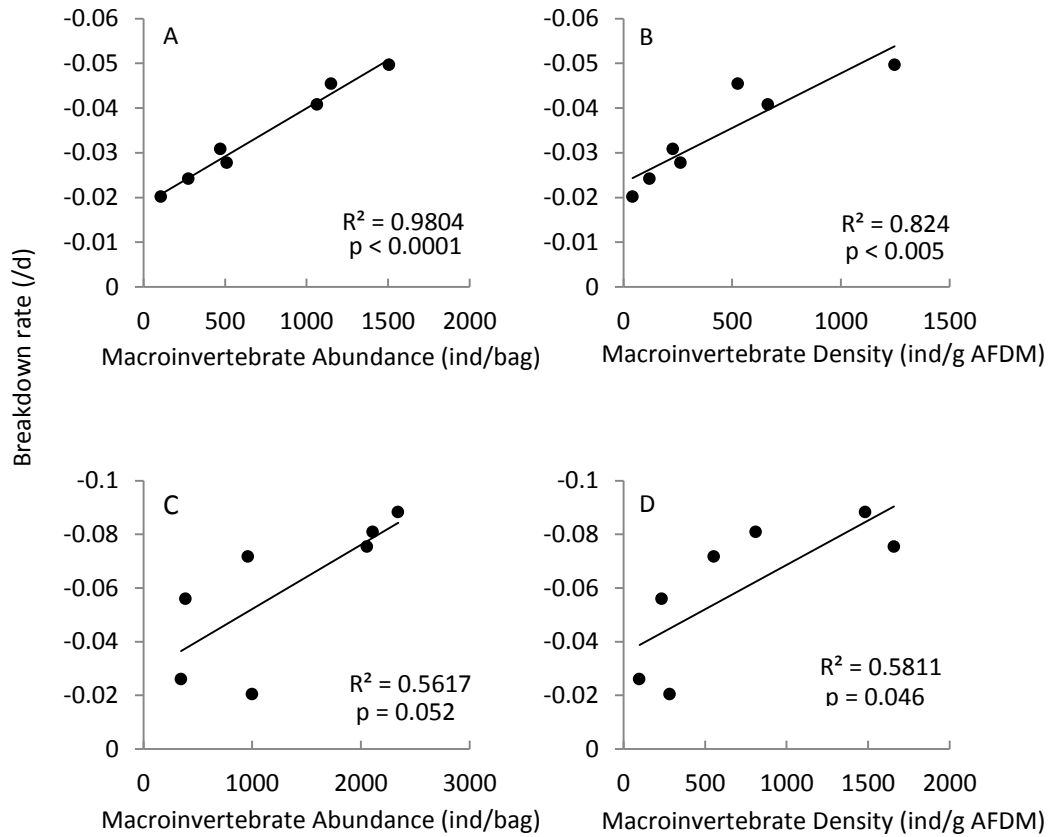 Breakdown rate (/d)
A
-0.06
-0.05
-0.04
-0.03
-0.02
-0.01
0
R² = 0.9804
p < 0.0001
0 500 1000 1500 2000
Macroinvertebrate Abundance (ind/bag)
B
-0.06
-0.05
-0.04
-0.03
-0.02
-0.01
0
R² = 0.824
p < 0.005
0 500 1000 1500
Macroinvertebrate Density (ind/g AFDM)
C
-0.1
-0.08
-0.06
-0.04
-0.02
0
R² = 0.5617
p = 0.052
0 1000 2000 3000
Macroinvertebrate Abundance (ind/bag)
D
-0.1
-0.08
-0.06
-0.04
-0.02
0
R² = 0.5811
p = 0.046
0 500 1000 1500 2000
Macroinvertebrate Density (ind/g AFDM)